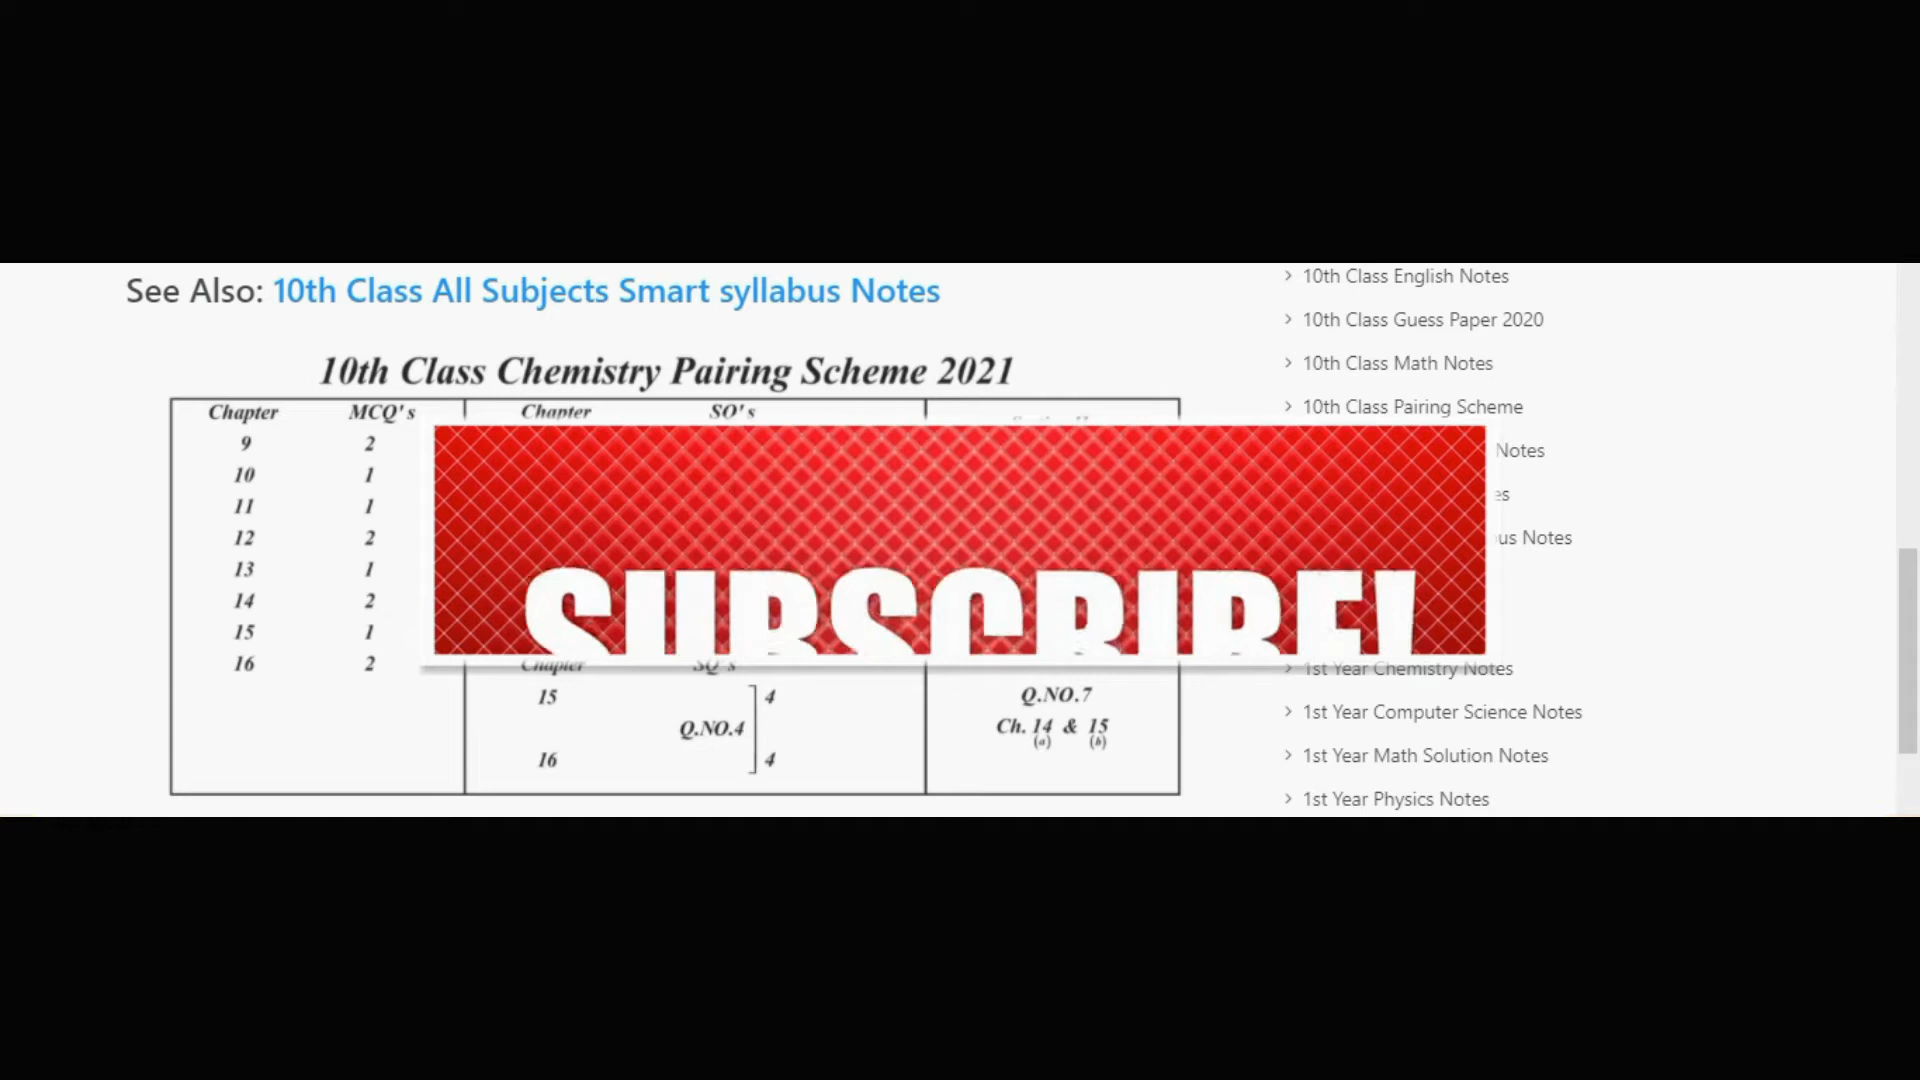 See Also: 10th Class All Subjects Smart syllabus Notes
10th Class Chemistry Pairing Scheme 2021
Chapter MCQ's Chapter SQ's
9 2
10 1
11 1
12 2
13 1
14 2
15 1
16 2
SUBSCRIBE!
Chapter SQ's
15 4
Q.NO.4
16 4
Q.NO.7
Ch. 14 & 15
(a) (b)
> 10th Class English Notes
> 10th Class Guess Paper 2020
> 10th Class Math Notes
> 10th Class Pairing Scheme
Notes
Notes
> 1st Year Chemistry Notes
> 1st Year Computer Science Notes
> 1st Year Math Solution Notes
> 1st Year Physics Notes